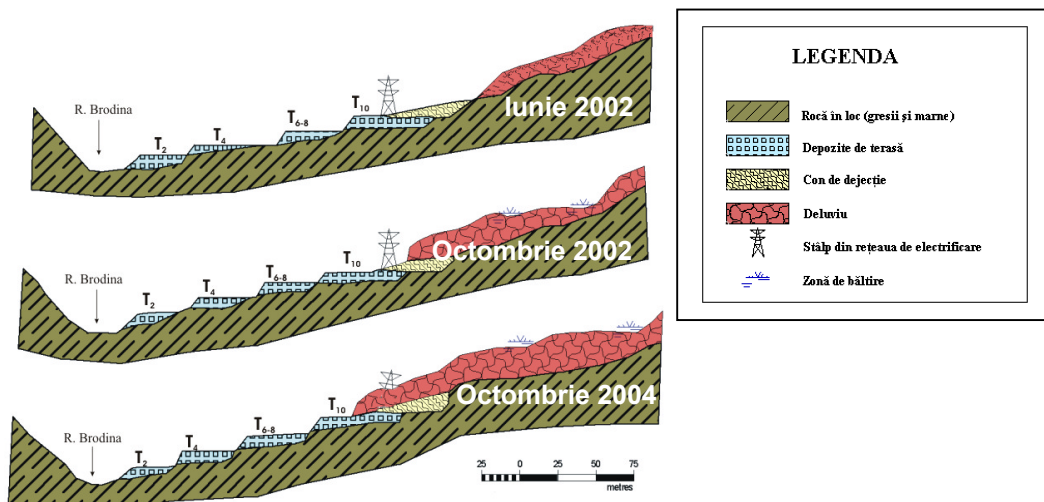 R. Brodina
T2
T4
T6-8
T10
Iunie 2002
R. Brodina
T2
T4
T6-8
T10
Octombrie 2002
R. Brodina
T2
T4
T6-8
T10
Octombrie 2004
25 0 25 50 75
metres
LEGENDA
Rocă în loc (gresii și marne)
Depozite de terasă
Con de dejecție
Deluviu
Stâlp din rețeaua de electrificare
Zonă de băltire